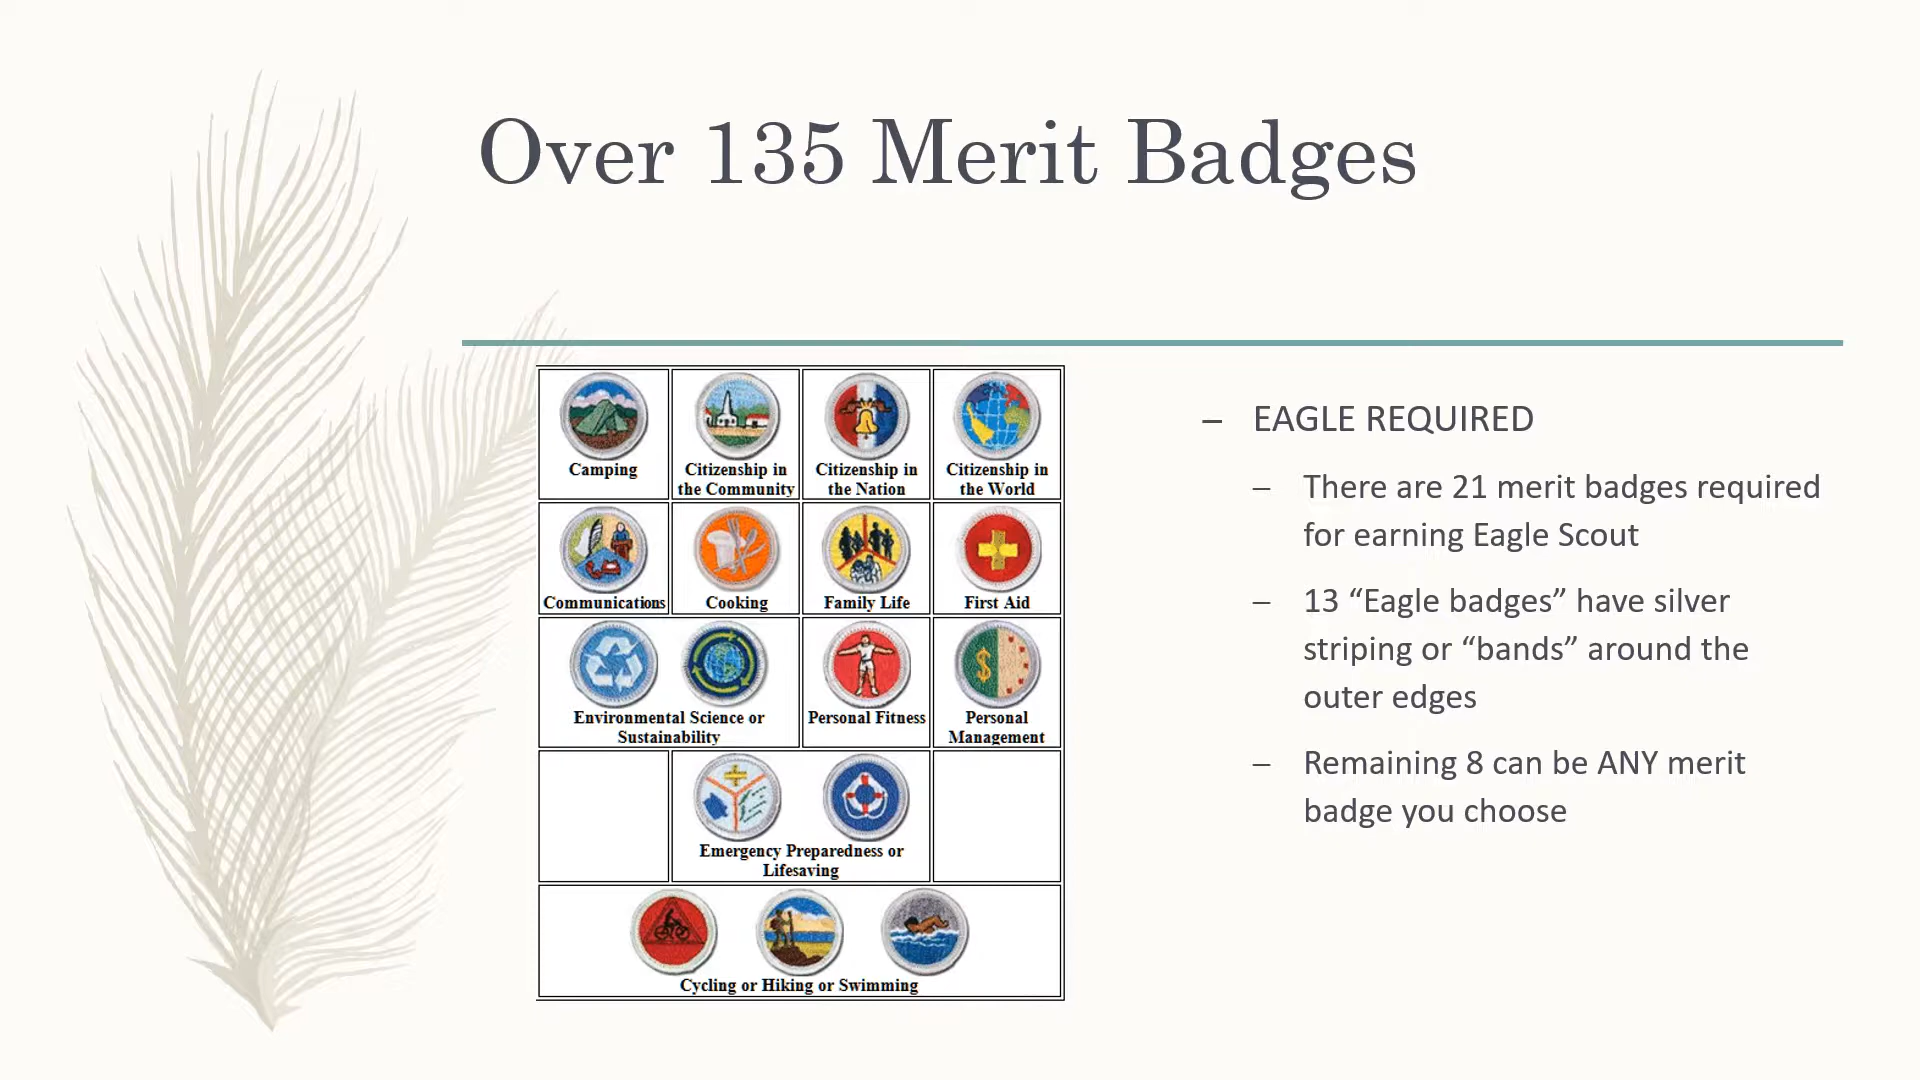 Over 135 Merit Badges
Camping
Citizenship in
the Community
Citizenship in
the Nation
Citizenship in
the World
Communications
Cooking
Family Life
First Aid
Environmental Science or
Sustainability
Personal Fitness
Personal
Management
Emergency Preparedness or
Lifesaving
Cycling or Hiking or Swimming
– EAGLE REQUIRED
– There are 21 merit badges required
for earning Eagle Scout
– 13 “Eagle badges” have silver
striping or “bands” around the
outer edges
– Remaining 8 can be ANY merit
badge you choose